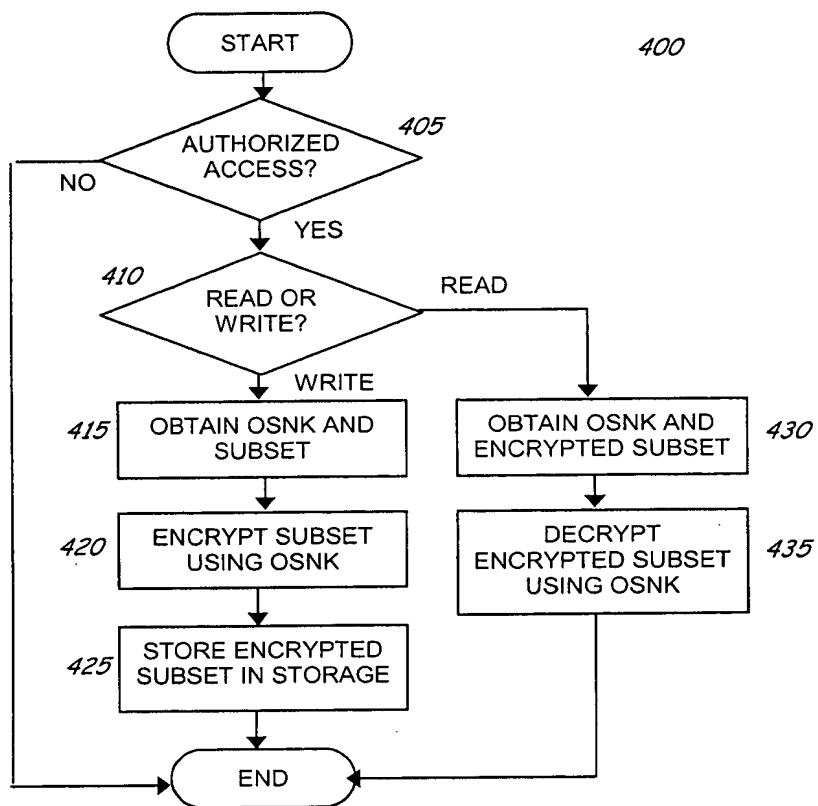 START
400
405
AUTHORIZED
ACCESS?
NO
YES
410
READ OR
WRITE?
READ
WRITE
415
OBTAIN OSNK AND
SUBSET
OBTAIN OSNK AND
ENCRYPTED SUBSET
430
420
ENCRYPT SUBSET
USING OSNK
DECRYPT
ENCRYPTED SUBSET
USING OSNK
435
425
STORE ENCRYPTED
SUBSET IN STORAGE
END